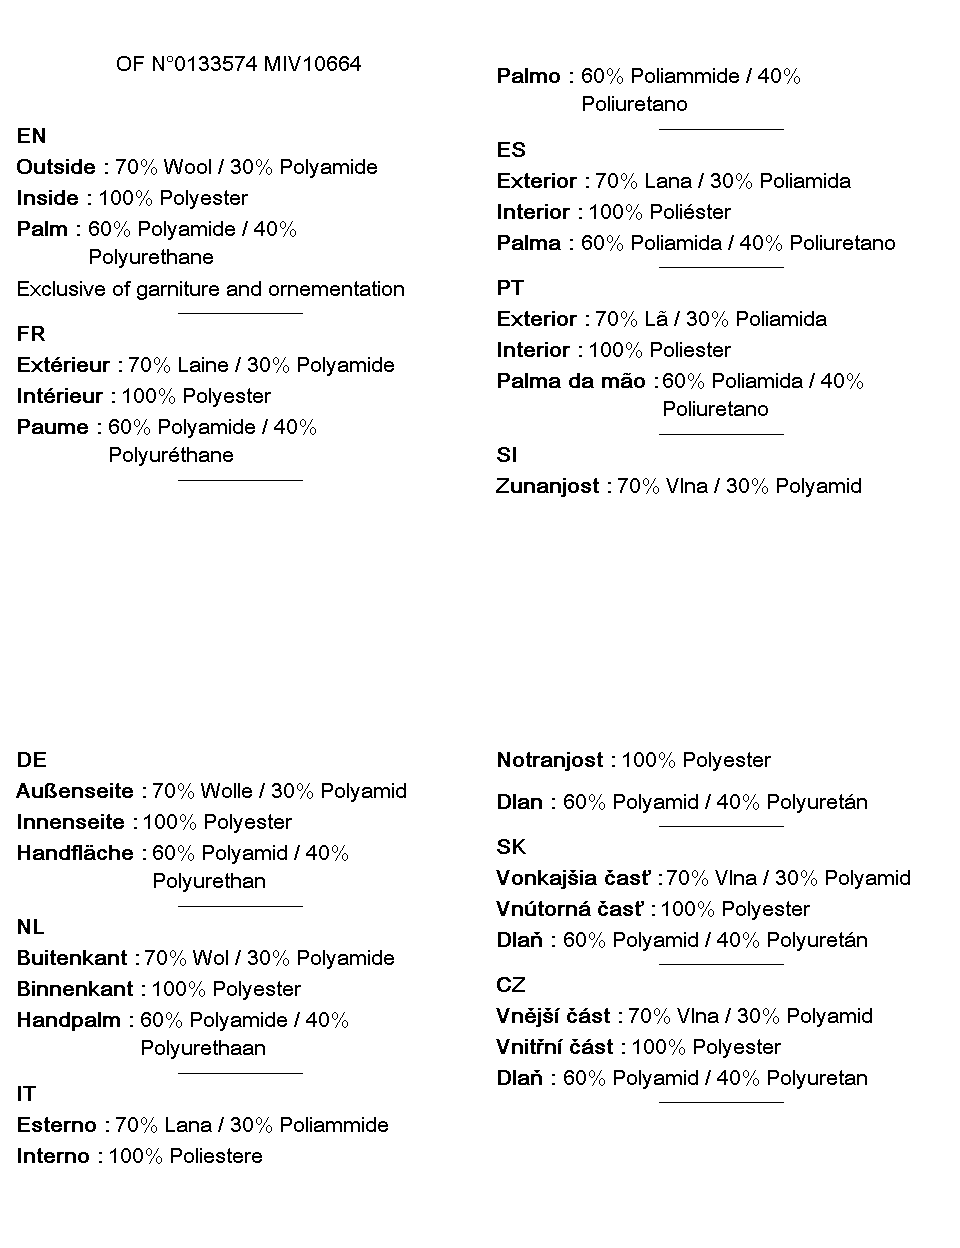 OF N°0133574 MIV10664
EN
Outside : 70% Wool / 30% Polyamide
Inside : 100% Polyester
Palm : 60% Polyamide / 40%
Polyurethane
Exclusive of garniture and ornementation
FR
Extérieur : 70% Laine / 30% Polyamide
Intérieur : 100% Polyester
Paume : 60% Polyamide / 40%
Polyuréthane
DE
Außenseite : 70% Wolle / 30% Polyamid
Innenseite : 100% Polyester
Handfläche : 60% Polyamid / 40%
Polyurethan
NL
Buitenkant : 70% Wol / 30% Polyamide
Binnenkant : 100% Polyester
Handpalm : 60% Polyamide / 40%
Polyurethaan
IT
Esterno : 70% Lana / 30% Poliammide
Interno : 100% Poliestere
Palmo : 60% Poliammide / 40%
Poliuretano
ES
Exterior : 70% Lana / 30% Poliamida
Interior : 100% Poliéster
Palma : 60% Poliamida / 40% Poliuretano
PT
Exterior : 70% Lã / 30% Poliamida
Interior : 100% Poliester
Palma da mão : 60% Poliamida / 40%
Poliuretano
SI
Zunanjost : 70% Vlna / 30% Polyamid
Notranjost : 100% Polyester
Dlan : 60% Polyamid / 40% Polyuretán
SK
Vonkajšia časť : 70% Vlna / 30% Polyamid
Vnútorná časť : 100% Polyester
Dlaň : 60% Polyamid / 40% Polyuretán
CZ
Vnější část : 70% Vlna / 30% Polyamid
Vnitřní část : 100% Polyester
Dlaň : 60% Polyamid / 40% Polyuretan